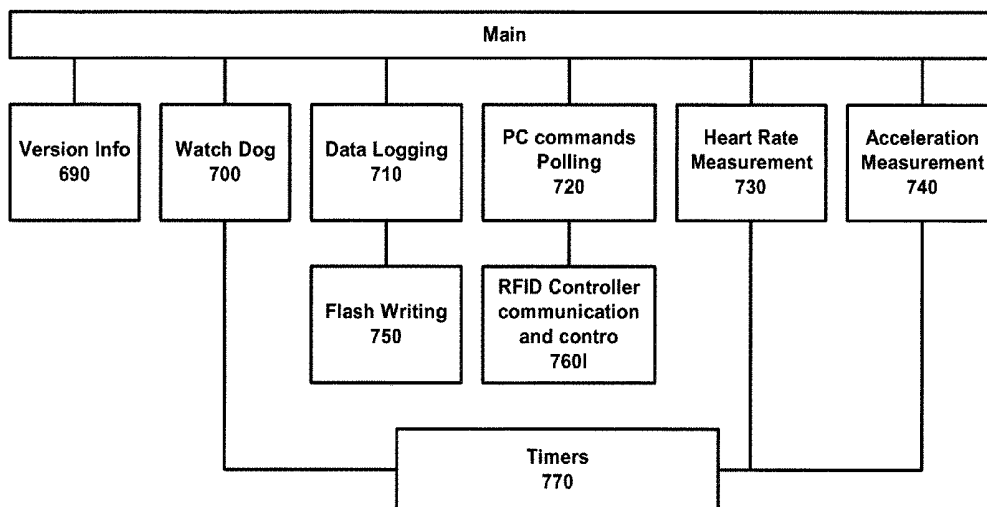 Main
Version Info
690
Watch Dog
700
Data Logging
710
PC commands
Polling
720
Heart Rate
Measurement
730
Acceleration
Measurement
740
Flash Writing
750
RFID Controller
communication
and contro
760l
Timers
770